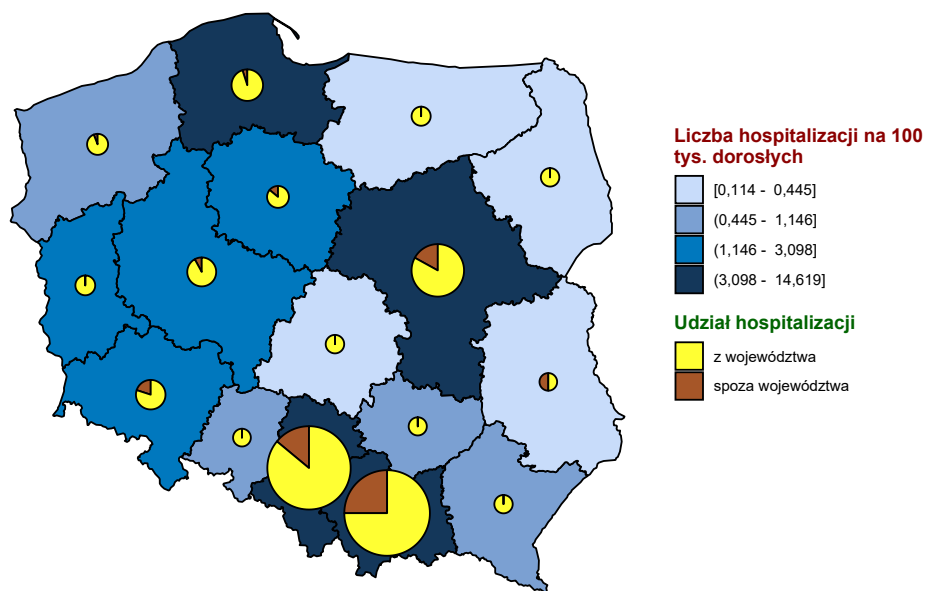 Liczba hospitalizacji na 100
tys. dorosłych
[0,114 - 0,445]
(0,445 - 1,146]
(1,146 - 3,098]
(3,098 - 14,619]
Udział hospitalizacji
z województwa
spoza województwa